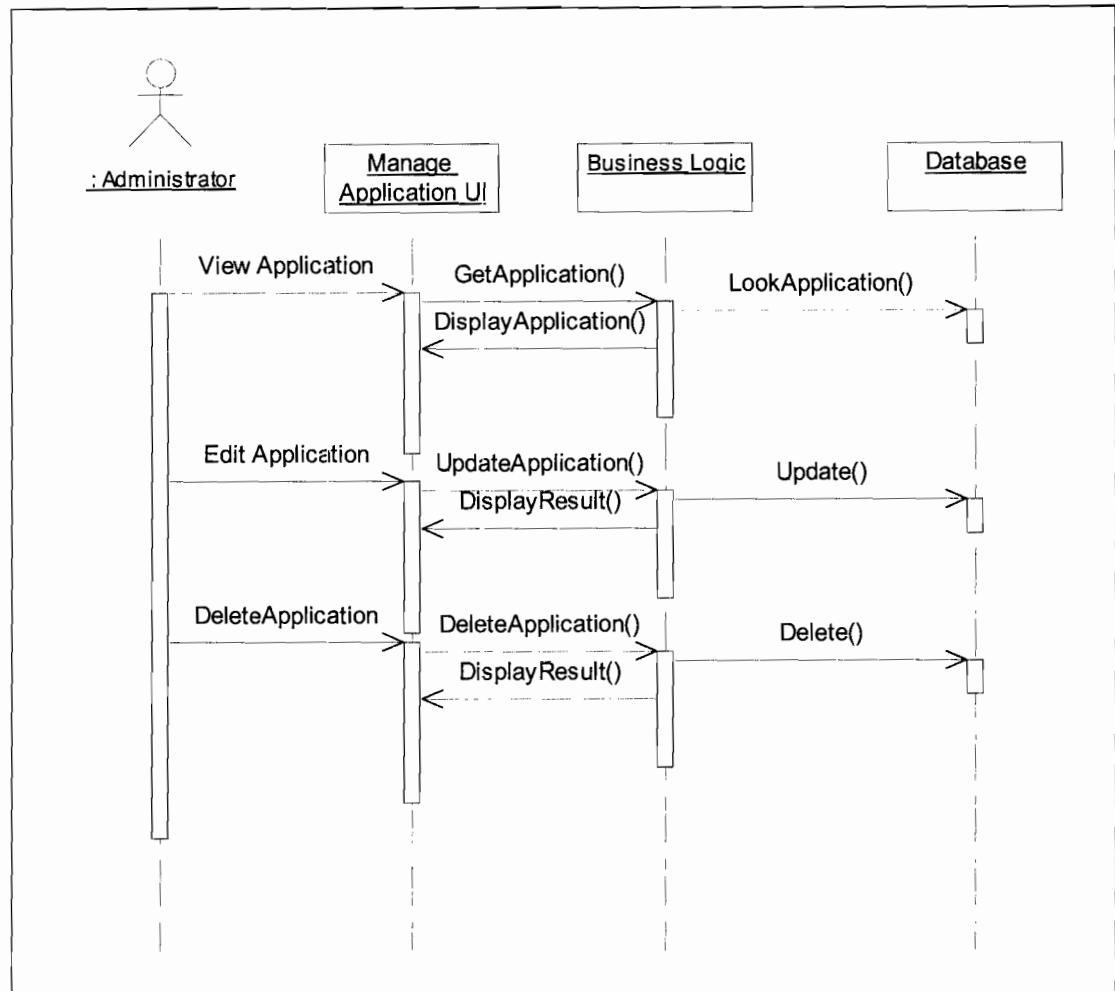 : Administrator
Manage
Application UI
Business Logic
Database
View Application
GetApplication()
LookApplication()
DisplayApplication()
Edit Application
UpdateApplication()
Update()
DisplayResult()
DeleteApplication
DeleteApplication()
Delete()
DisplayResult()